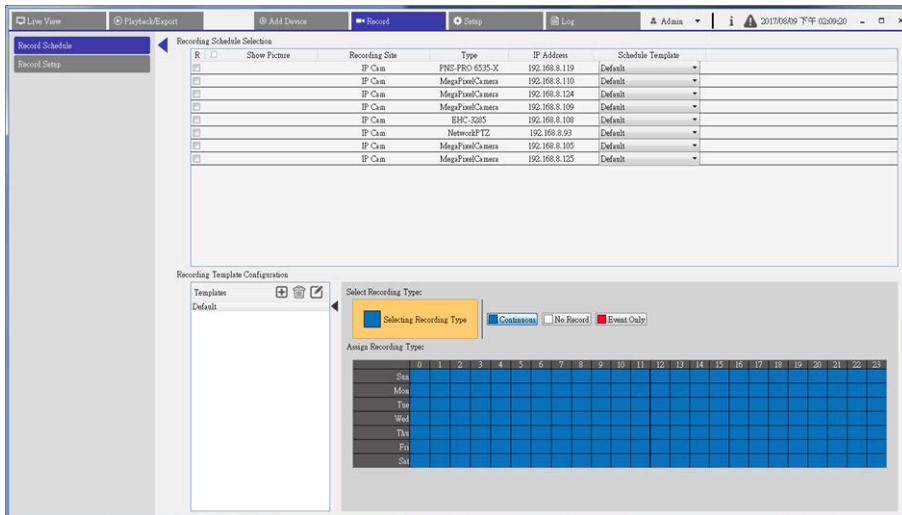 Live View Playback/Export Add Device Record Setup Log Admin i 2017/08/09 下午 02:09:20
Record Schedule
Record Setup
Recording Schedule Selection
R Show Picture Recording Site Type IP Address Schedule Template
IP Cam PNS-PRO 6535-X 192.168.8.119 Default
IP Cam MegaPixelCamera 192.168.8.110 Default
IP Cam MegaPixelCamera 192.168.8.124 Default
IP Cam MegaPixelCamera 192.168.8.109 Default
IP Cam EHC-3285 192.168.8.108 Default
IP Cam NetworkPTZ 192.168.8.93 Default
IP Cam MegaPixelCamera 192.168.8.105 Default
IP Cam MegaPixelCamera 192.168.8.125 Default
Recording Template Configuration
Templates
Default
Select Recording Type:
Selecting Recording Type Continuous No Record Event Only
Assign Recording Type:
0 1 2 3 4 5 6 7 8 9 10 11 12 13 14 15 16 17 18 19 20 21 22 23
Sun
Mon
Tue
Wed
Thu
Fri
Sat